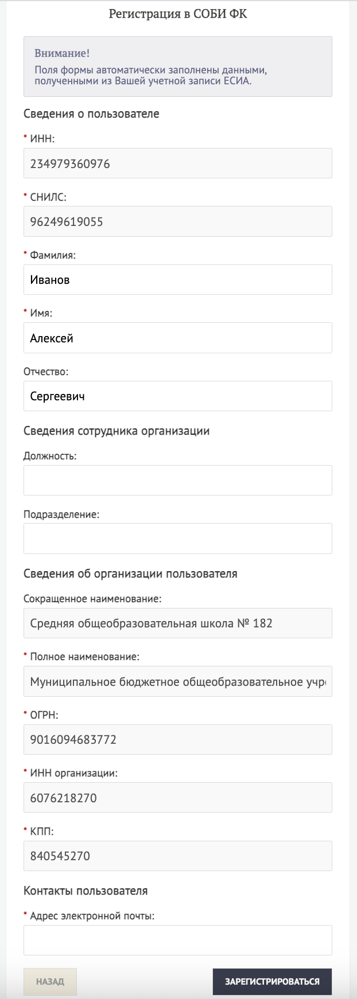 Регистрация в СОБИ ФК
Внимание!
Поля формы автоматически заполнены данными,
полученными из Вашей учетной записи ЕСИА.
Сведения о пользователе
* ИНН:
234979360976
* СНИЛС:
96249619055
* Фамилия:
Иванов
* Имя:
Алексей
Отчество:
Сергеевич
Сведения сотрудника организации
Должность:
Подразделение:
Сведения об организации пользователя
Сокращенное наименование:
Средняя общеобразовательная школа № 182
* Полное наименование:
Муниципальное бюджетное общеобразовательное учр
* ОГРН:
9016094683772
* ИНН организации:
6076218270
* КПП:
840545270
Контакты пользователя
* Адрес электронной почты:
НАЗАД
ЗАРЕГИСТРИРОВАТЬСЯ